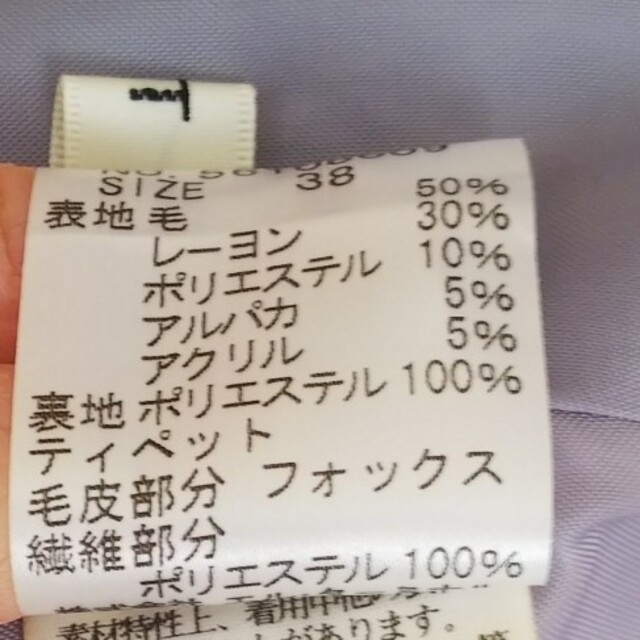 SIZE 38
表地 毛 50%
レーヨン 30%
ポリエステル 10%
アルパカ 5%
アクリル 5%
裏地 ポリエステル 100%
ティペット
毛皮部分 フォックス
繊維部分
ポリエステル 100%
素材特性上、着用中
があります。